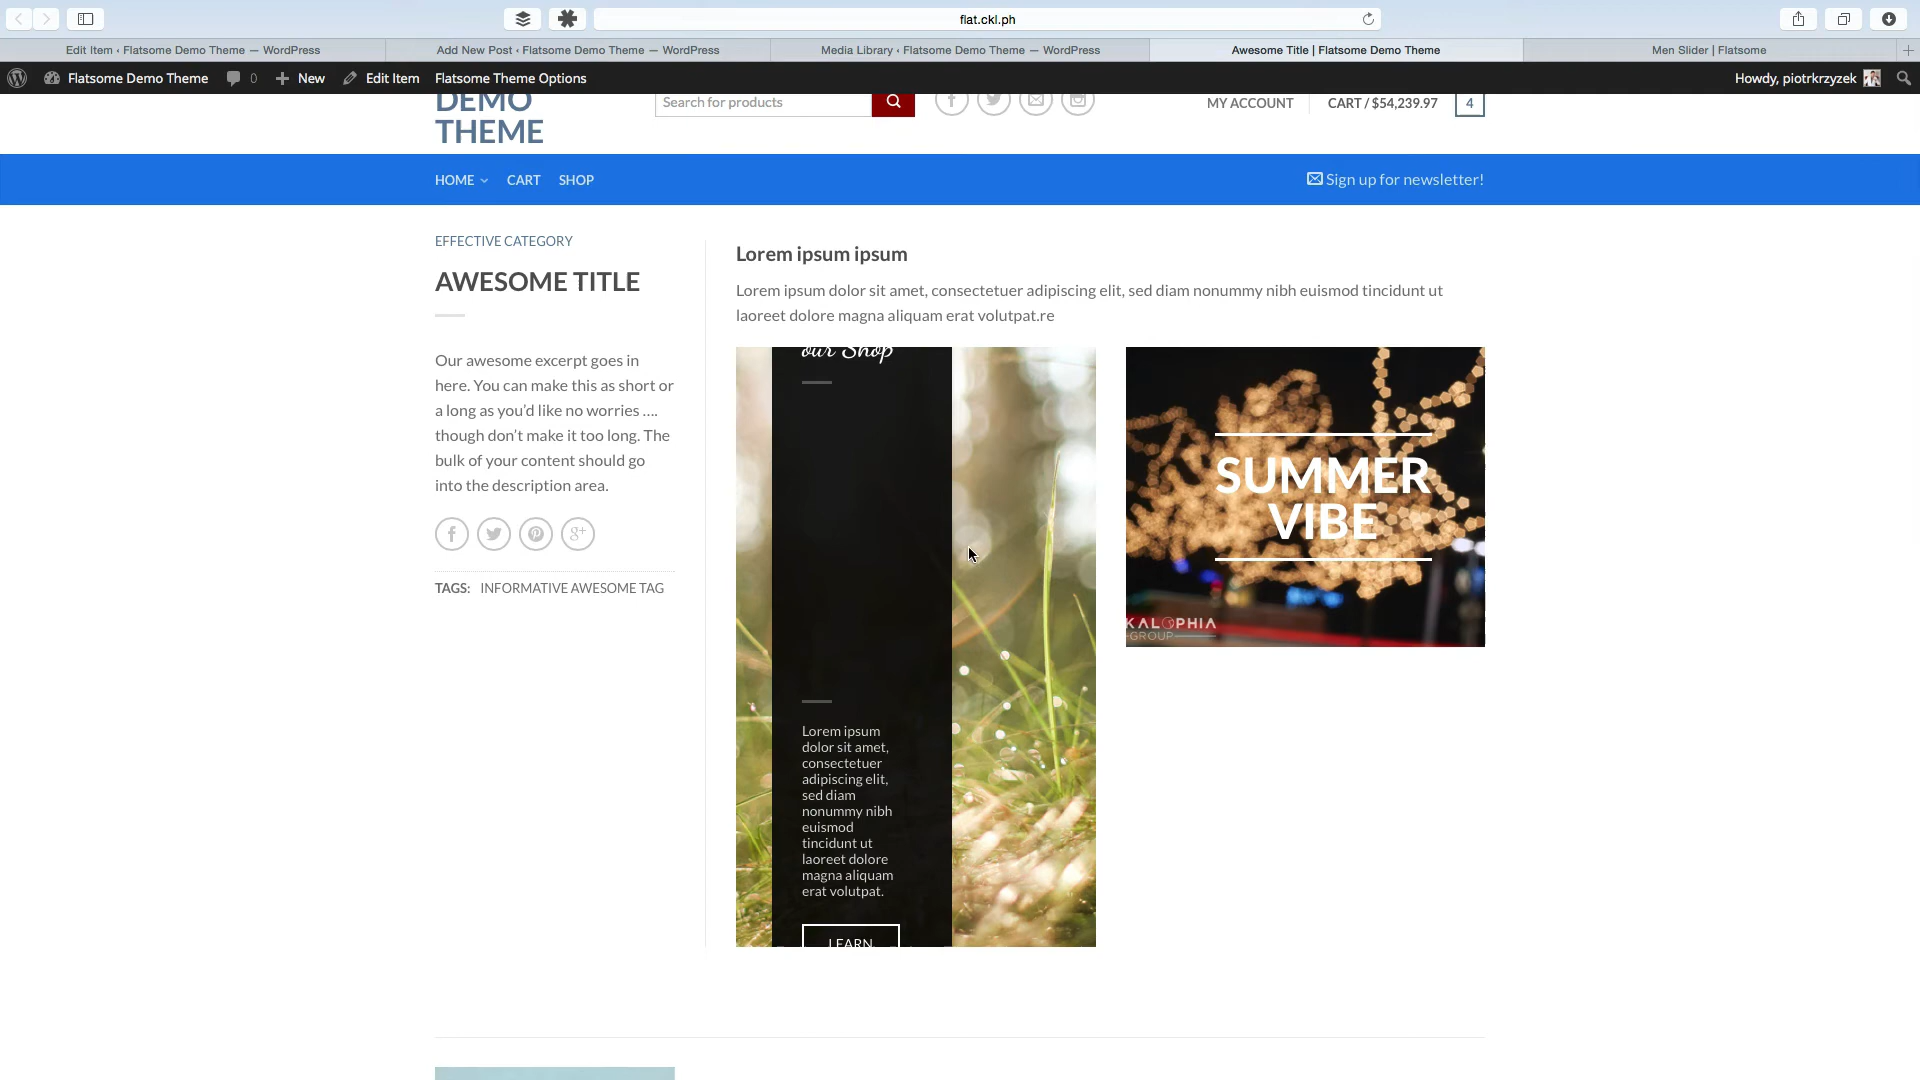 flat.ckl.ph
Edit Item ‹ Flatsome Demo Theme — WordPress
Add New Post ‹ Flatsome Demo Theme — WordPress
Media Library ‹ Flatsome Demo Theme — WordPress
Awesome Title | Flatsome Demo Theme
Men Slider | Flatsome
Flatsome Demo Theme
0
New
Edit Item
Flatsome Theme Options
Howdy, piotrkrzyzek
DEMO
THEME
Search for products
MY ACCOUNT
CART / $54,239.97
4
HOME
CART
SHOP
Sign up for newsletter!
EFFECTIVE CATEGORY
AWESOME TITLE
Our awesome excerpt goes in
here. You can make this as short or
a long as you'd like no worries ....
though don't make it too long. The
bulk of your content should go
into the description area.
TAGS: INFORMATIVE AWESOME TAG
Lorem ipsum ipsum
Lorem ipsum dolor sit amet, consectetuer adipiscing elit, sed diam nonummy nibh euismod tincidunt ut
laoreet dolore magna aliquam erat volutpat.re
our Shop
Lorem ipsum
dolor sit amet,
consectetuer
adipiscing elit,
sed diam
nonummy nibh
euismod
tincidunt ut
laoreet dolore
magna aliquam
erat volutpat.
LEARN
SUMMER
VIBE
KALOPHIA
GROUP